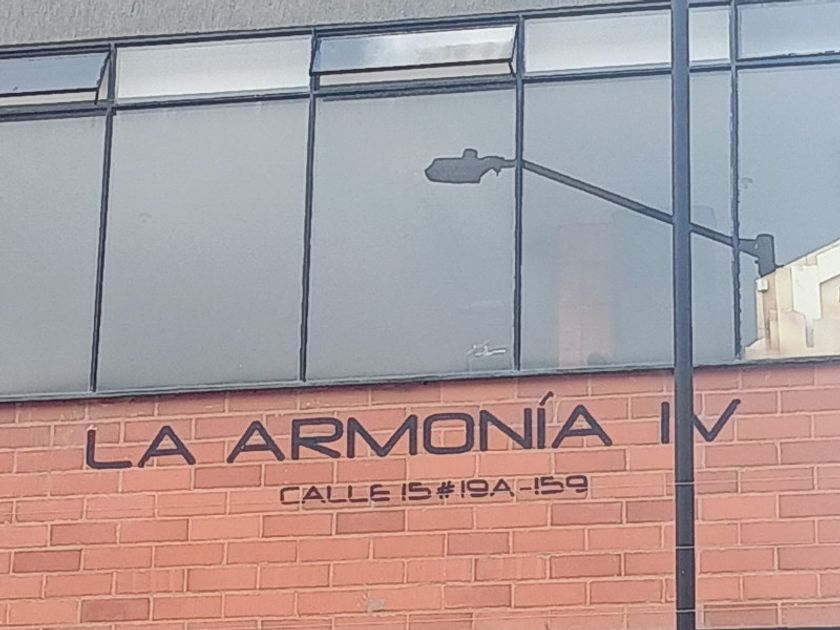 LA ARMONÍA IV
CALLE 15 # 19A-159